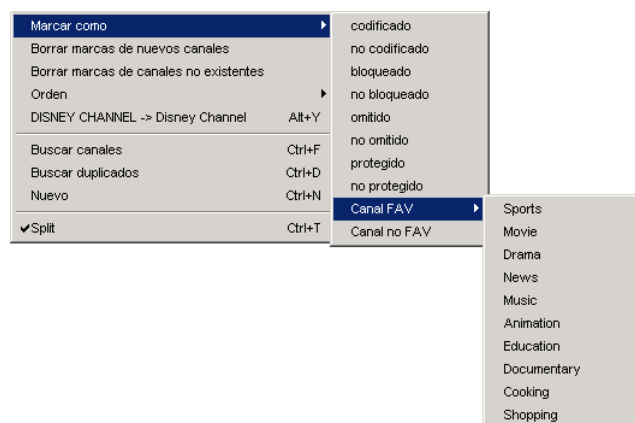 Marcar como
Borrar marcas de nuevos canales
Borrar marcas de canales no existentes
Orden
DISNEY CHANNEL -> Disney Channel Alt+Y
Buscar canales Ctrl+F
Buscar duplicados Ctrl+D
Nuevo Ctrl+N
Split Ctrl+T
codificado
no codificado
bloqueado
no bloqueado
omitido
no omitido
protegido
no protegido
Canal FAV
Canal no FAV
Sports
Movie
Drama
News
Music
Animation
Education
Documentary
Cooking
Shopping